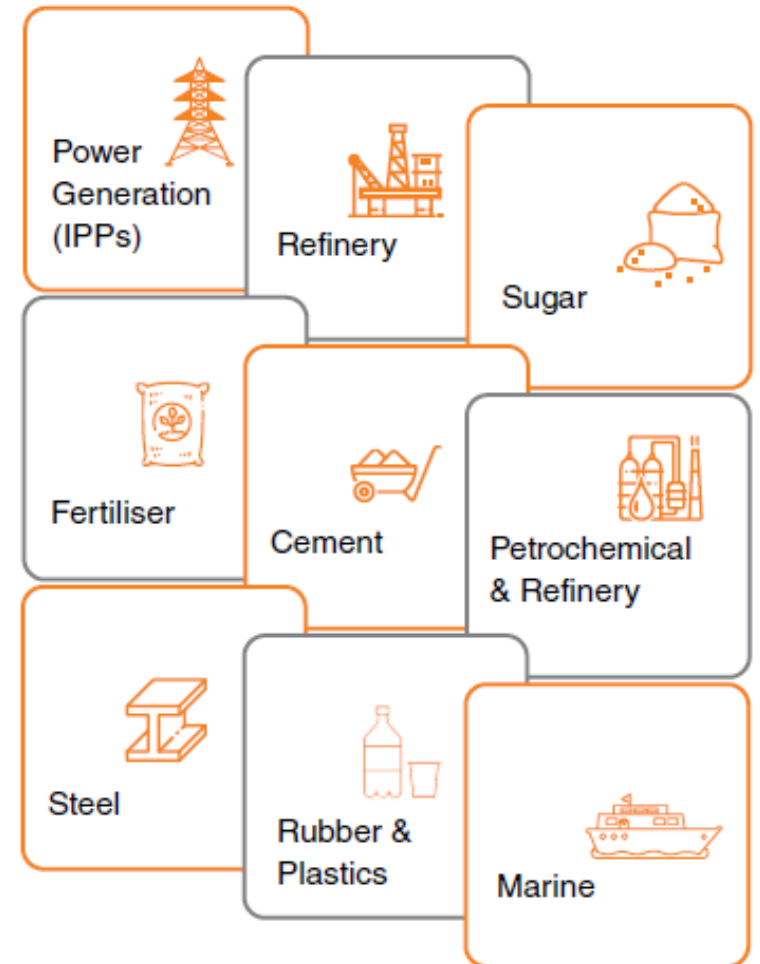 Power
Generation
(IPPs)
Refinery
Sugar
Fertiliser
Cement
Petrochemical
& Refinery
Steel
Rubber &
Plastics
Marine